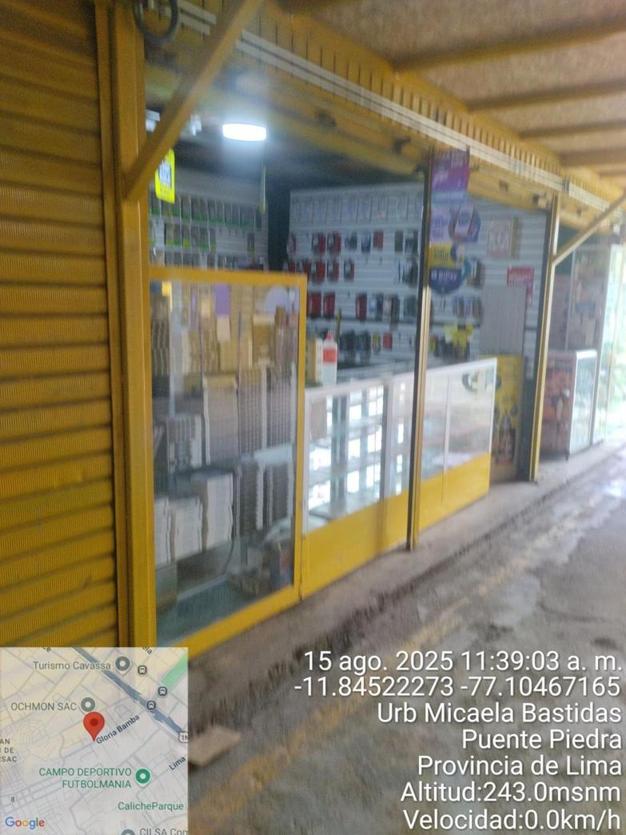 15 ago. 2025 11:39:03 a. m.
-11.84522273 -77.10467165
Urb Micaela Bastidas
Puente Piedra
Provincia de Lima
Altitud:243.0msnm
Velocidad:0.0km/h
Turismo Cavassa
OCHMON SAC
Gloria Bamba
CAMPO DEPORTIVO
FUTBOLMANIA
Lima
CalichePark
Google